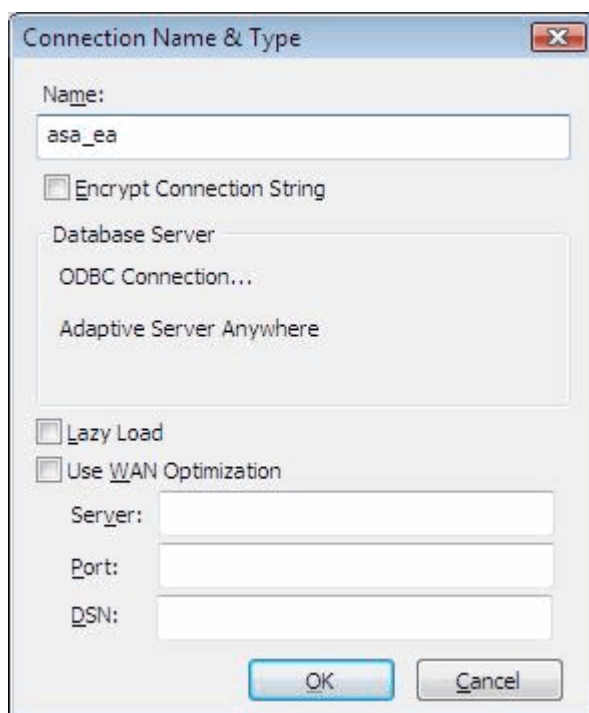 Connection Name & Type
Name:
asa_ea
Encrypt Connection String
Database Server
ODBC Connection...
Adaptive Server Anywhere
Lazy Load
Use WAN Optimization
Server:
Port:
DSN:
OK Cancel